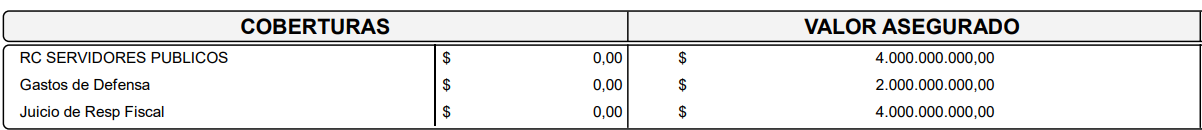 COBERTURAS VALOR ASEGURADO
RC SERVIDORES PUBLICOS $ 0,00 $ 4.000.000.000,00
Gastos de Defensa $ 0,00 $ 2.000.000.000,00
Juicio de Resp Fiscal $ 0,00 $ 4.000.000.000,00